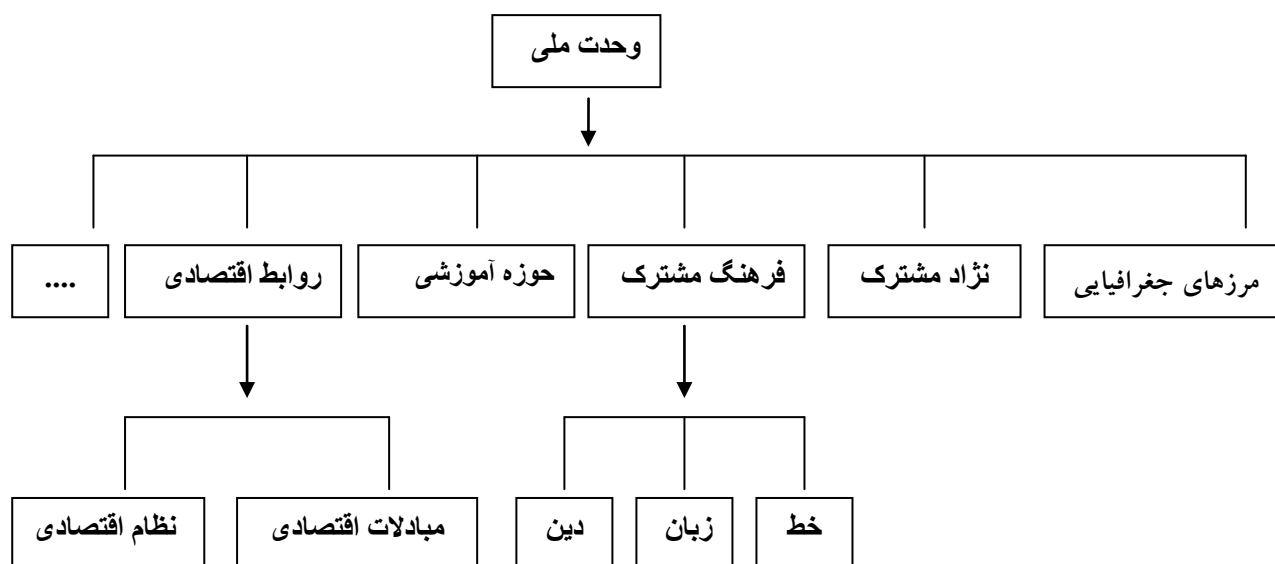 وحدت ملی
مرزهای جغرافیایی
نژاد مشترک
فرهنگ مشترک
حوزه آموزشی
روابط اقتصادی
....
خط
زبان
دین
مبادلات اقتصادی
نظام اقتصادی